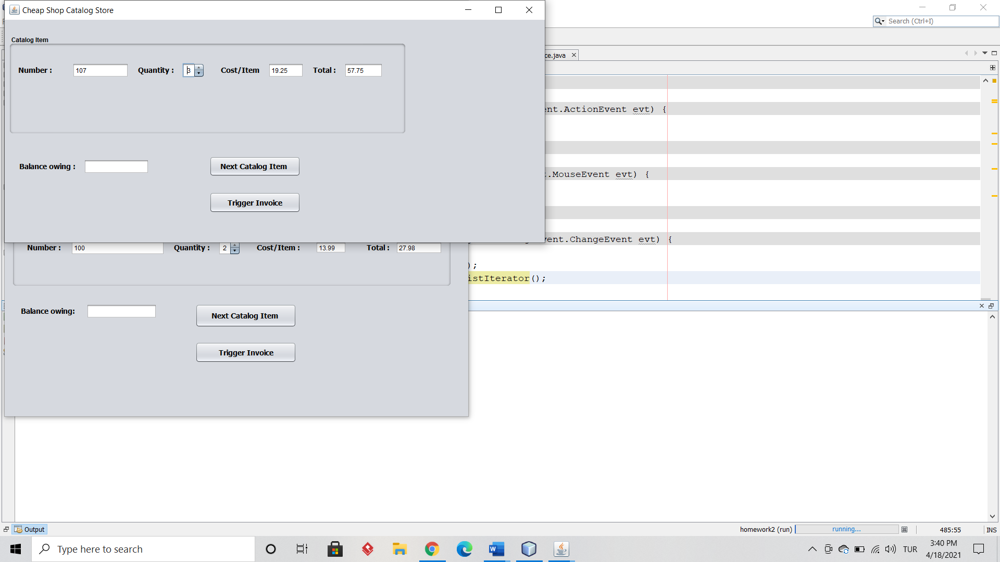 Cheap Shop Catalog Store
Search (Ctrl+I)
Catalog Item
ce.java
Number :
107
Quantity :
3
Cost/Item
19.25
Total :
57.75
ent.ActionEvent evt) {
Balance owing :
Next Catalog Item
t.MouseEvent evt) {
Trigger Invoice
vent.ChangeEvent evt) {
Number :
100
Quantity :
2
Cost/Item :
13.99
Total :
27.98
);
istIterator();
Balance owing:
Next Catalog Item
Trigger Invoice
Output
homework2 (run)
running...
485:55
INS
Type here to search
TUR
3:40 PM
4/18/2021